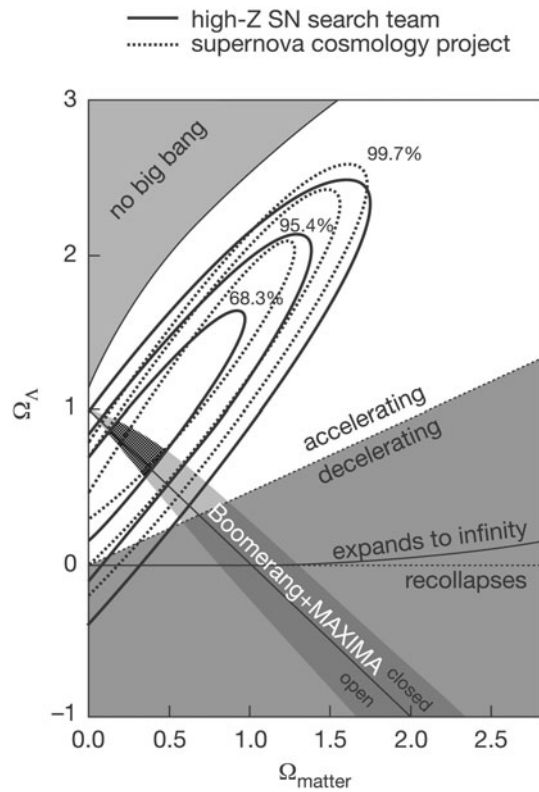 high-Z SN search team
supernova cosmology project
3
no big bang
99.7%
95.4%
2
68.3%
Ω_Λ
1
accelerating
decelerating
Boomerang+MAXIMA
expands to infinity
0
recollapses
open
closed
−1
0.0
0.5
1.0
1.5
2.0
2.5
Ω_matter